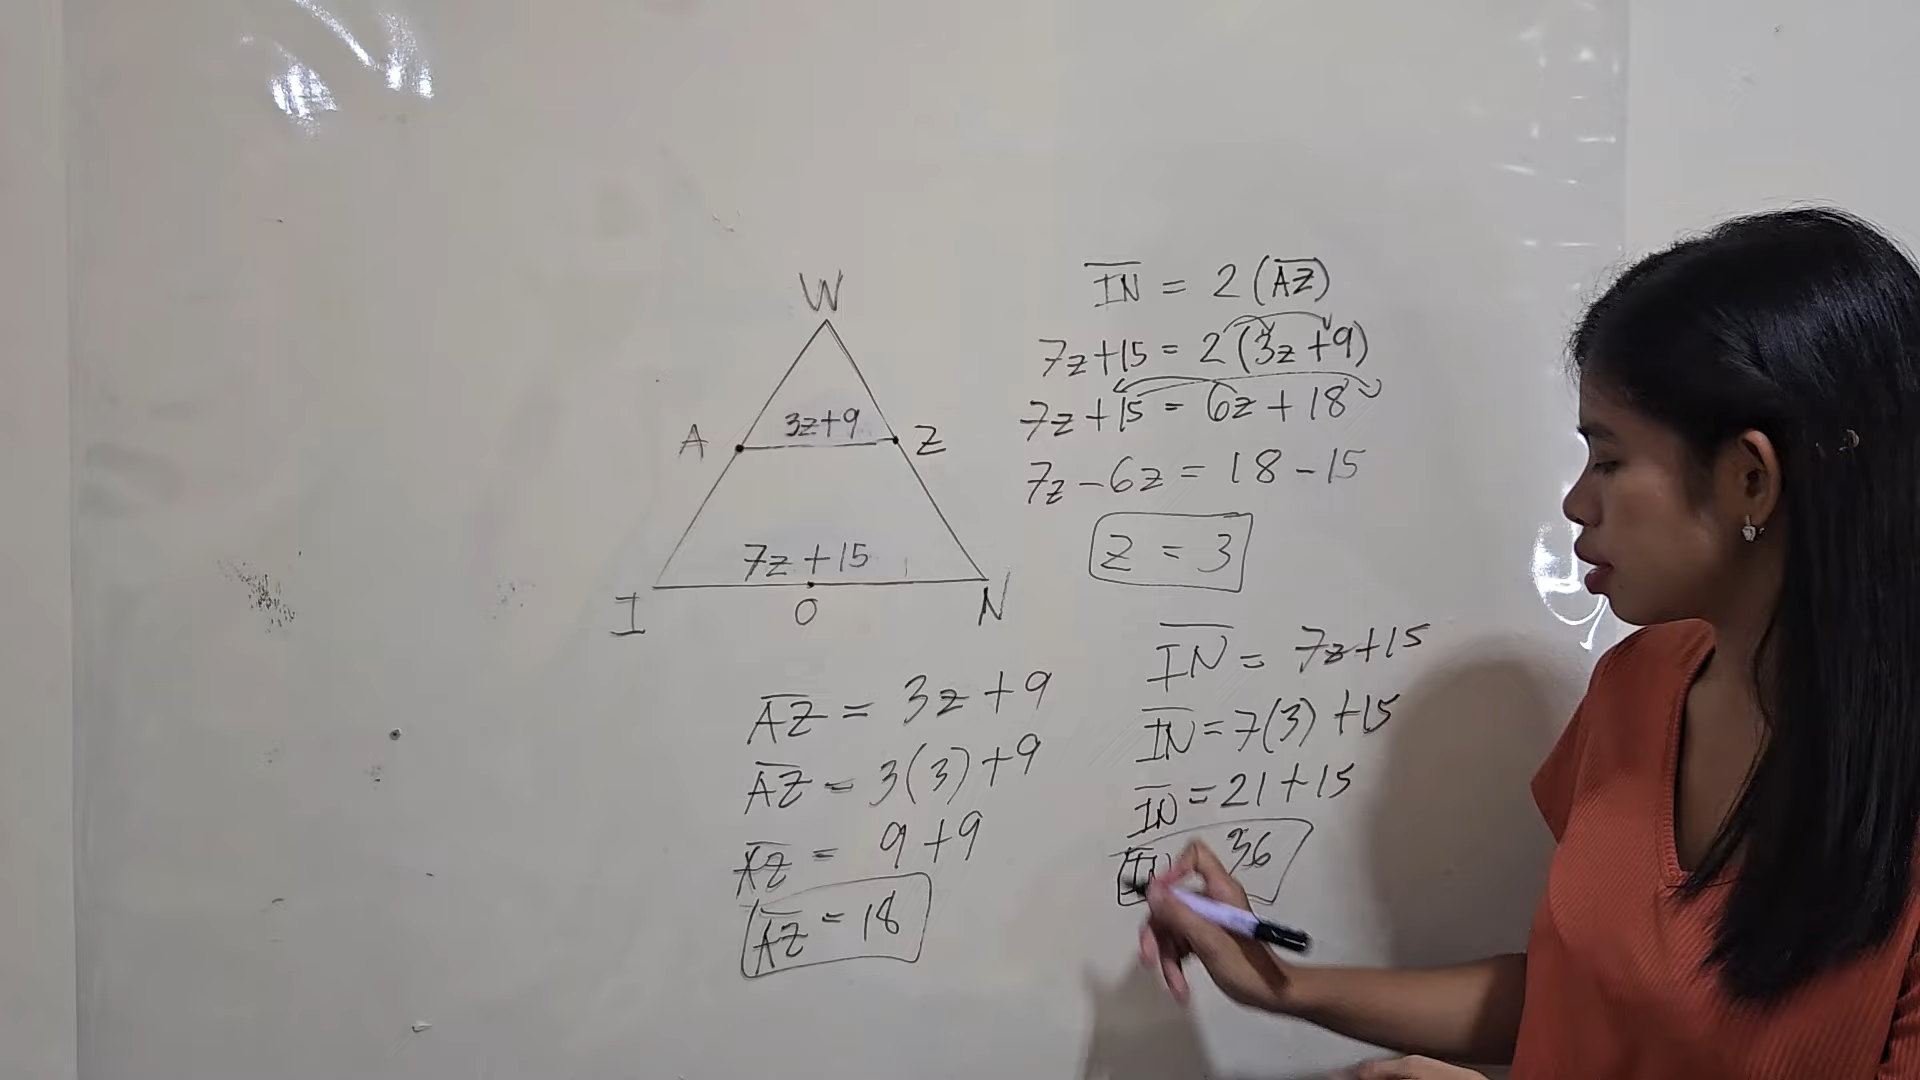 W
A
3z+9
Z
7z+15
I
O
N
IN = 2(AZ)
7z+15 = 2(3z+9)
7z+15 = 6z+18
7z-6z = 18-15
z = 3
AZ = 3z+9
AZ = 3(3)+9
AZ = 9+9
AZ = 18
IN = 7z+15
IN = 7(3)+15
IN = 21+15
IN 36